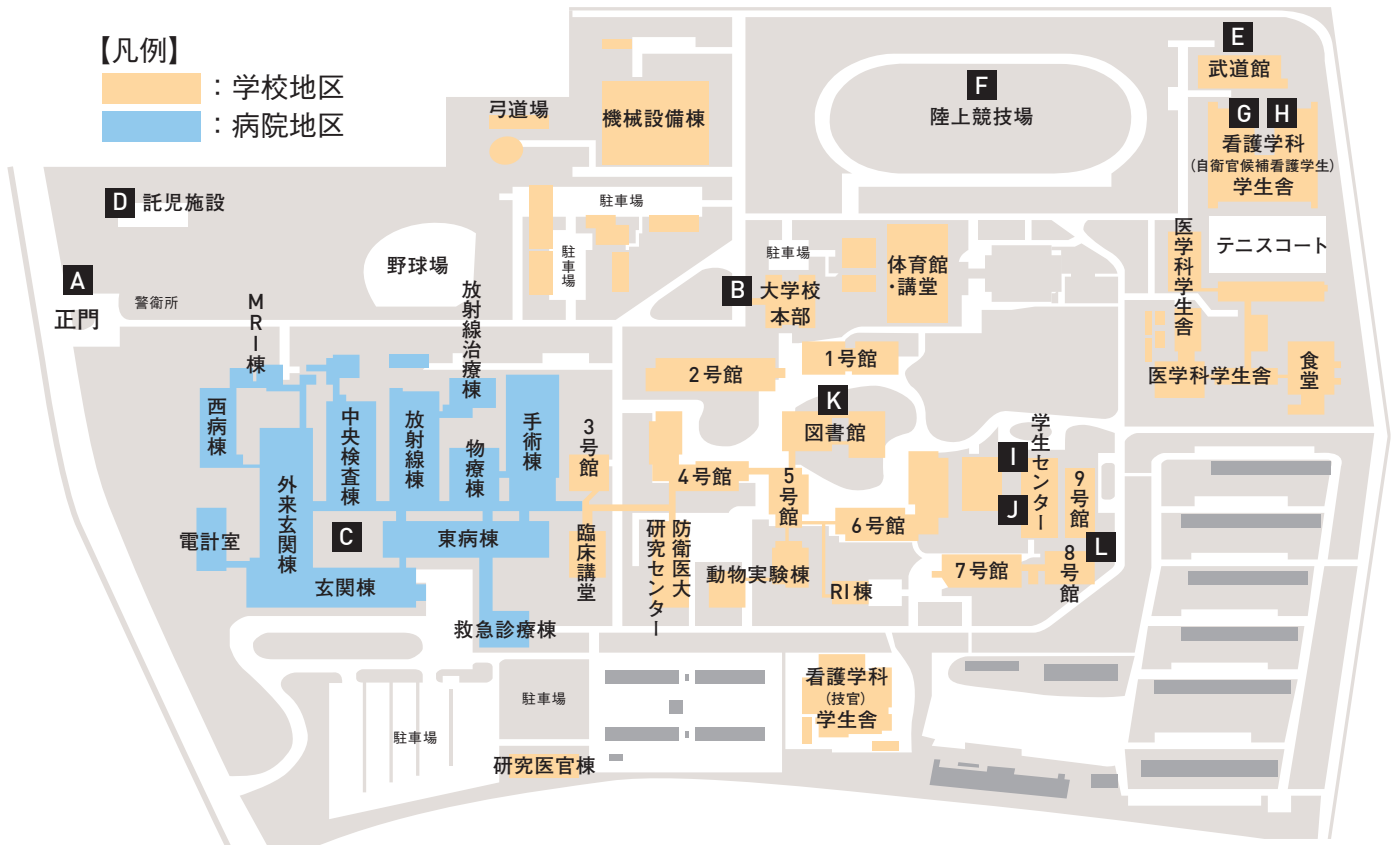 【凡例】
：学校地区
：病院地区
E
武道館
F
陸上競技場
弓道場
機械設備棟
G H
看護学科
（自衛官候補看護学生）
学生舎
D 託児施設
駐車場
駐車場
医学科学生舎
テニスコート
A
正門
警衛所
野球場
駐車場
B 大学校
本部
体育館
・講堂
MRI棟
放射線治療棟
1号館
2号館
医学科学生舎
食堂
西病棟
中央検査棟
放射線棟
物療棟
手術棟
3号館
K
図書館
学生センター
I
J
外来玄関棟
4号館
5号館
6号館
9号館
電計室
C
東病棟
臨床講堂
防衛医大
研究センター
動物実験棟
L
7号館
8号館
玄関棟
RI棟
救急診療棟
看護学科
（技官）
学生舎
駐車場
駐車場
研究医官棟